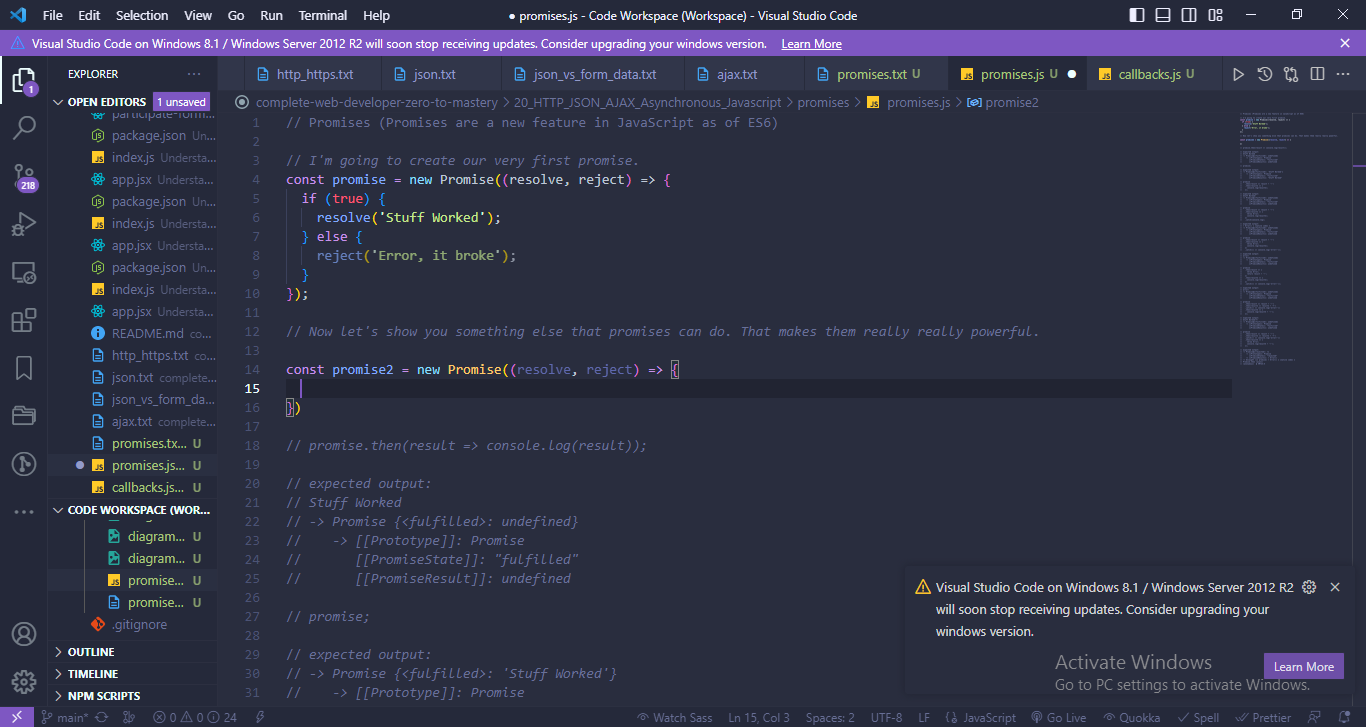 File Edit Selection View Go Run Terminal Help
● promises.js - Code Workspace (Workspace) - Visual Studio Code
Visual Studio Code on Windows 8.1 / Windows Server 2012 R2 will soon stop receiving updates. Consider upgrading your windows version. Learn More
EXPLORER ...
http_https.txt json.txt json_vs_form_data.txt ajax.txt promises.txt U promises.js U ● callbacks.js U
OPEN EDITORS 1 unsaved
participate-form...
package.json Un...
index.js Understa...
app.jsx Understa...
package.json Un...
index.js Understa...
app.jsx Understa...
package.json Un...
index.js Understa...
app.jsx Understa...
README.md co...
http_https.txt co...
json.txt complete...
json_vs_form_da...
ajax.txt complete...
promises.tx... U
promises.js... U
callbacks.js... U
CODE WORKSPACE (WOR...
diagram... U
diagram... U
promise... U
promise... U
.gitignore
OUTLINE
TIMELINE
NPM SCRIPTS
1
218
complete-web-developer-zero-to-mastery > 20_HTTP_JSON_AJAX_Asynchronous_Javascript > promises > JS promises.js > promise2
1 // Promises (Promises are a new feature in JavaScript as of ES6)
2
3 // I'm going to create our very first promise.
4 const promise = new Promise((resolve, reject) => {
5 if (true) {
6 resolve('Stuff Worked');
7 } else {
8 reject('Error, it broke');
9 }
10 });
11
12 // Now let's show you something else that promises can do. That makes them really really powerful.
13
14 const promise2 = new Promise((resolve, reject) => {
15
16 })
17
18 // promise.then(result => console.log(result));
19
20 // expected output:
21 // Stuff Worked
22 // -> Promise {<fulfilled>: undefined}
23 // -> [[Prototype]]: Promise
24 // [[PromiseState]]: "fulfilled"
25 // [[PromiseResult]]: undefined
26
27 // promise;
28
29 // expected output:
30 // -> Promise {<fulfilled>: 'Stuff Worked'}
31 // -> [[Prototype]]: Promise
Visual Studio Code on Windows 8.1 / Windows Server 2012 R2
will soon stop receiving updates. Consider upgrading your
windows version.
Learn More
Activate Windows
Go to PC settings to activate Windows.
main* 0 0 24 Watch Sass Ln 15, Col 3 Spaces: 2 UTF-8 LF {} JavaScript Go Live Quokka Spell Prettier